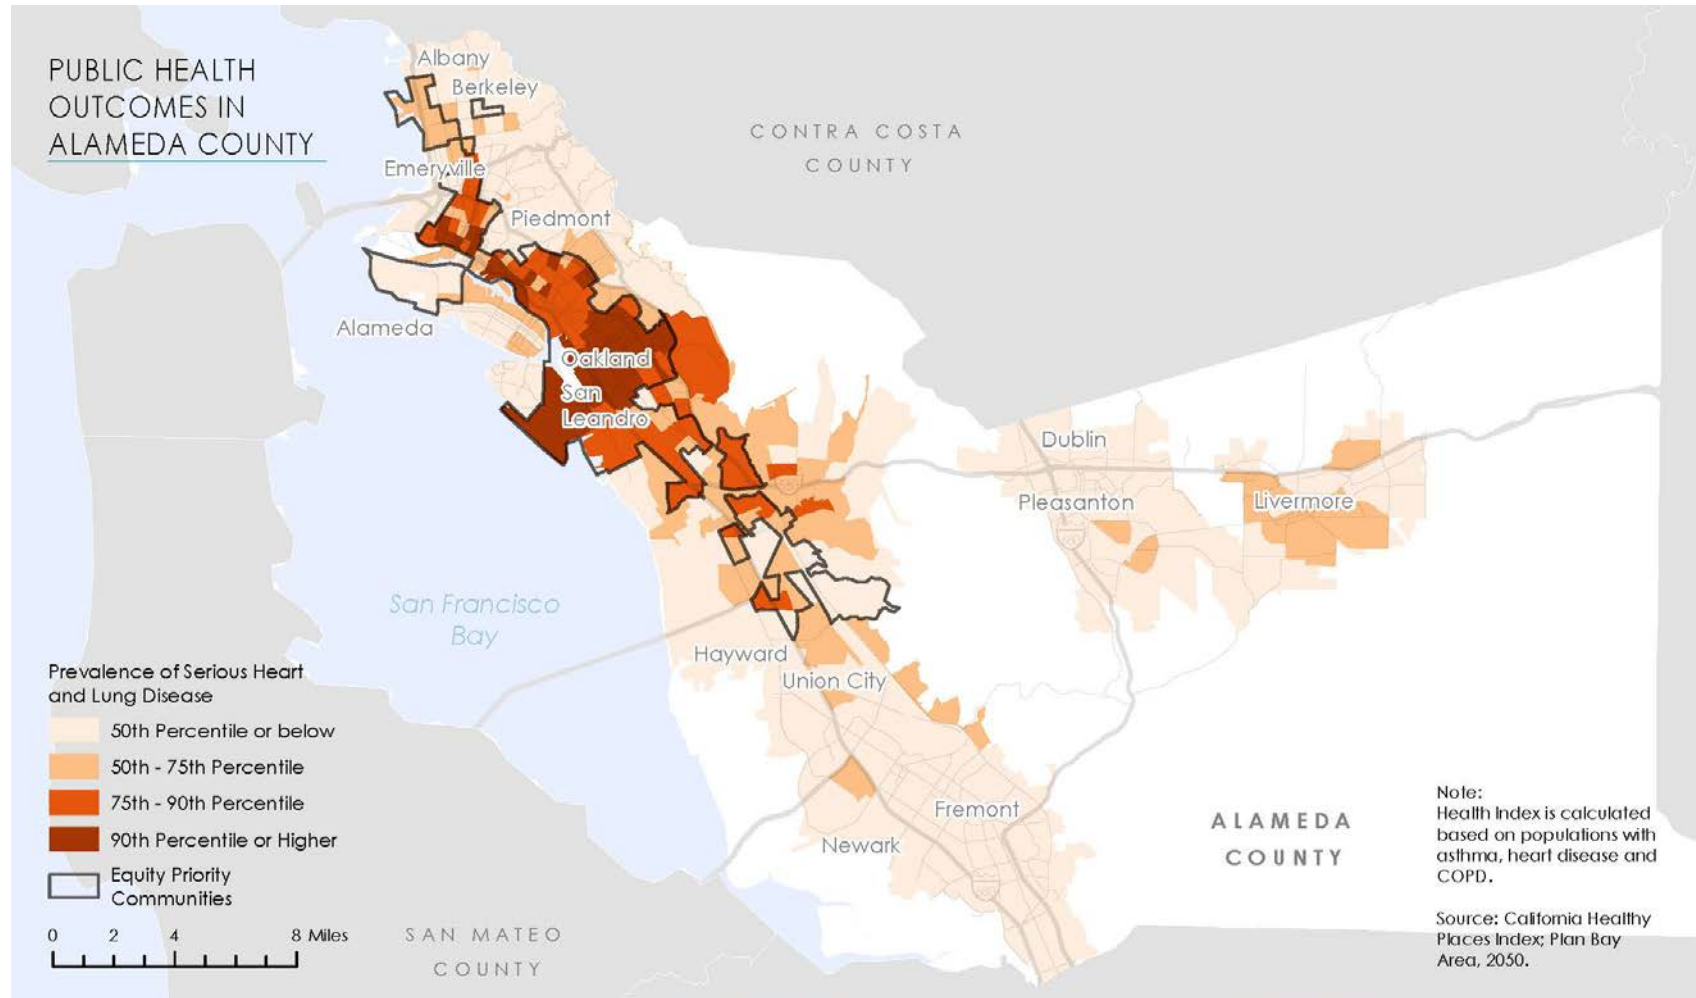 PUBLIC HEALTH
OUTCOMES IN
ALAMEDA COUNTY
Albany
Berkeley
CONTRA COSTA
COUNTY
Emeryville
Piedmont
Alameda
Oakland
San
Leandro
Dublin
Pleasanton
Livermore
San Francisco
Bay
Hayward
Union City
Fremont
Newark
ALAMEDA
COUNTY
SAN MATEO
COUNTY
Prevalence of Serious Heart
and Lung Disease
50th Percentile or below
50th - 75th Percentile
75th - 90th Percentile
90th Percentile or Higher
Equity Priority
Communities
0 2 4 8 Miles
Note:
Health Index is calculated
based on populations with
asthma, heart disease and
COPD.
Source: California Healthy
Places Index; Plan Bay
Area, 2050.